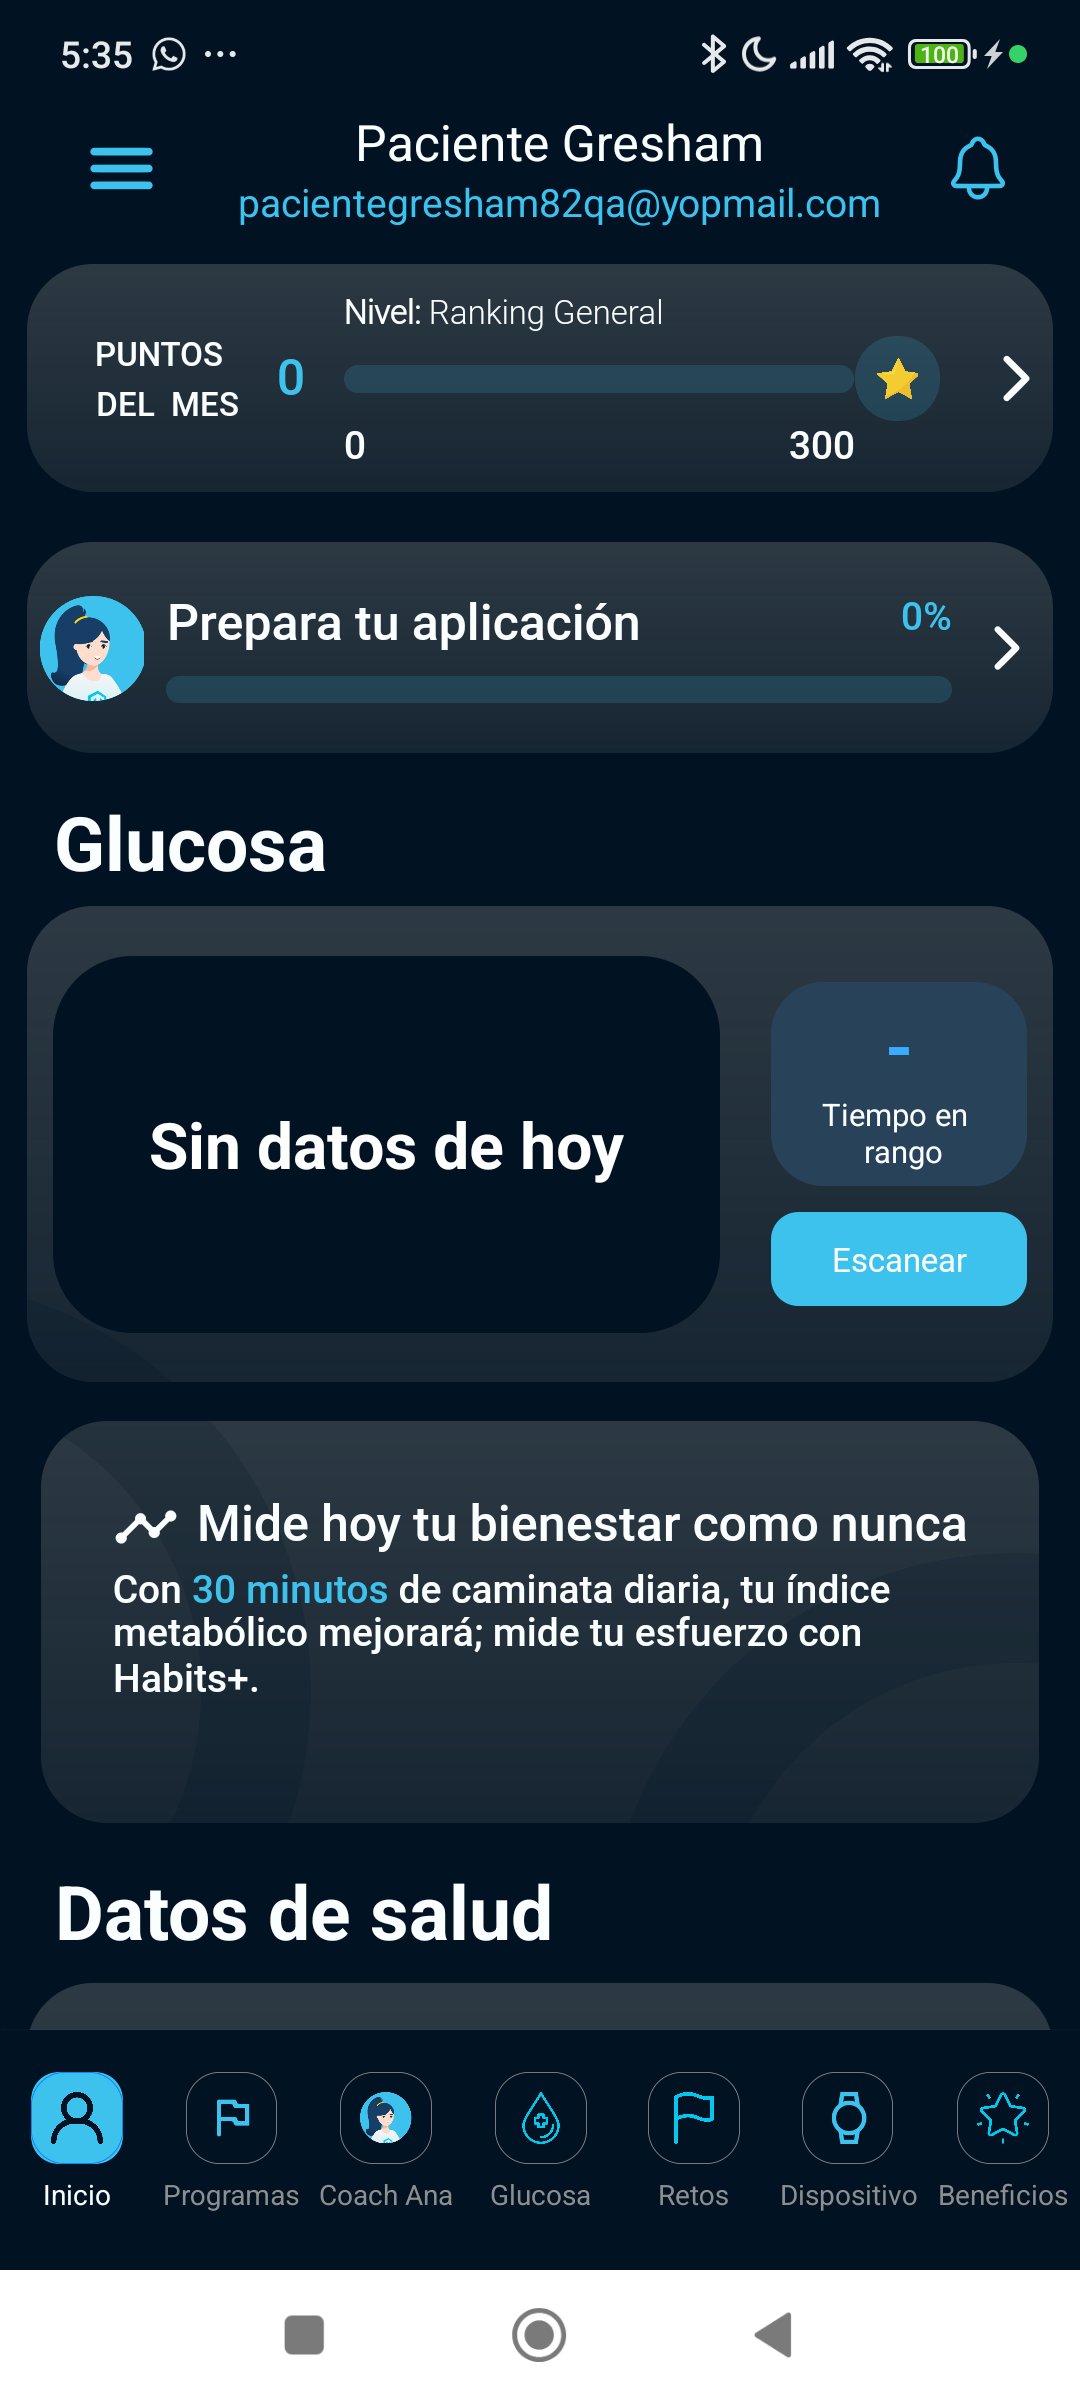 5:35
100
Paciente Gresham
pacientegresham82qa@yopmail.com
Nivel: Ranking General
PUNTOS
DEL MES
0
0
300
Prepara tu aplicación
0%
Glucosa
Sin datos de hoy
-
Tiempo en
rango
Escanear
Mide hoy tu bienestar como nunca
Con 30 minutos de caminata diaria, tu índice
metabólico mejorará; mide tu esfuerzo con
Habits+.
Datos de salud
Inicio
Programas
Coach Ana
Glucosa
Retos
Dispositivo
Beneficios